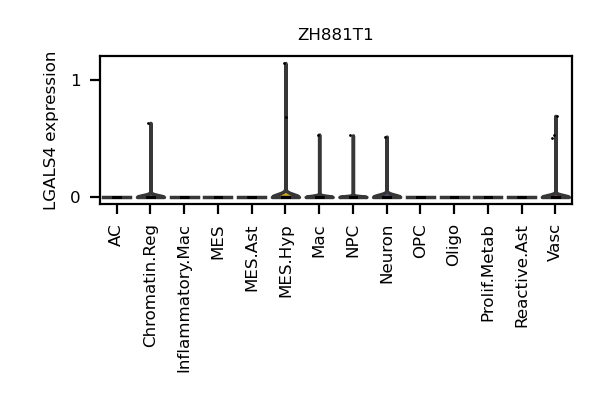 ZH881T1
LGALS4 expression
1
0
AC
Chromatin.Reg
Inflammatory.Mac
MES
MES.Ast
MES.Hyp
Mac
NPC
Neuron
OPC
Oligo
Prolif.Metab
Reactive.Ast
Vasc